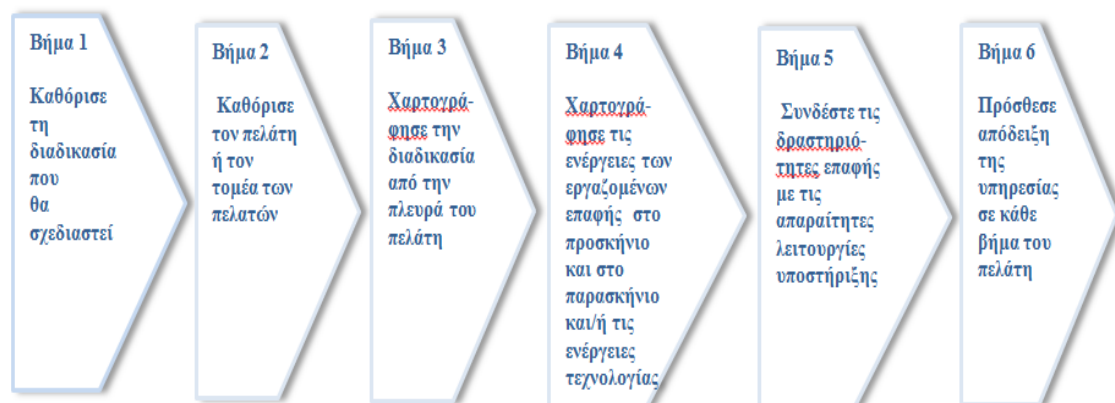 Βήμα 1
Καθόρισε
τη
διαδικασία
που
θα
σχεδιαστεί
Βήμα 2
Καθόρισε
τον πελάτη
ή τον
τομέα των
πελατών
Βήμα 3
Χαρτογρά-
φησε την
διαδικασία
από την
πλευρά του
πελάτη
Βήμα 4
Χαρτογρά-
φησε τις
ενέργειες των
εργαζομένων
επαφής στο
προσκήνιο
και στο
παρασκήνιο
και/ή τις
ενέργειες
τεχνολογίας
Βήμα 5
Συνδέστε τις
δραστηριό-
τητες επαφής
με τις
απαραίτητες
λειτουργίες
υποστήριξης
Βήμα 6
Πρόσθεσε
απόδειξη
της
υπηρεσίας
σε κάθε
βήμα του
πελάτη